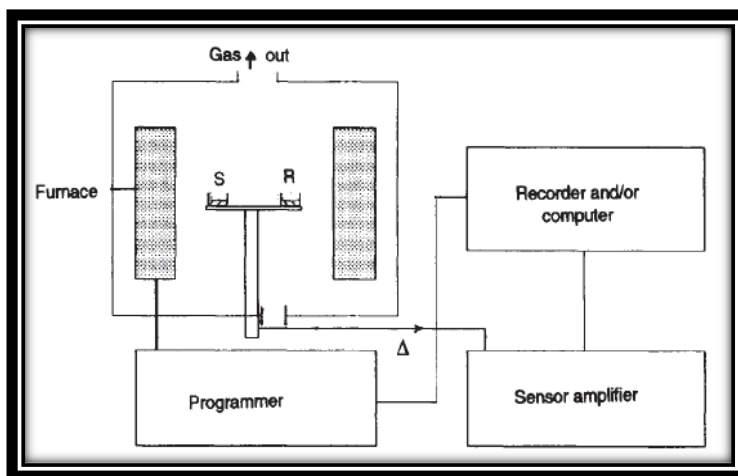 Gas out
S R
Furnace
Recorder and/or
computer
Δ
Programmer
Sensor amplifier